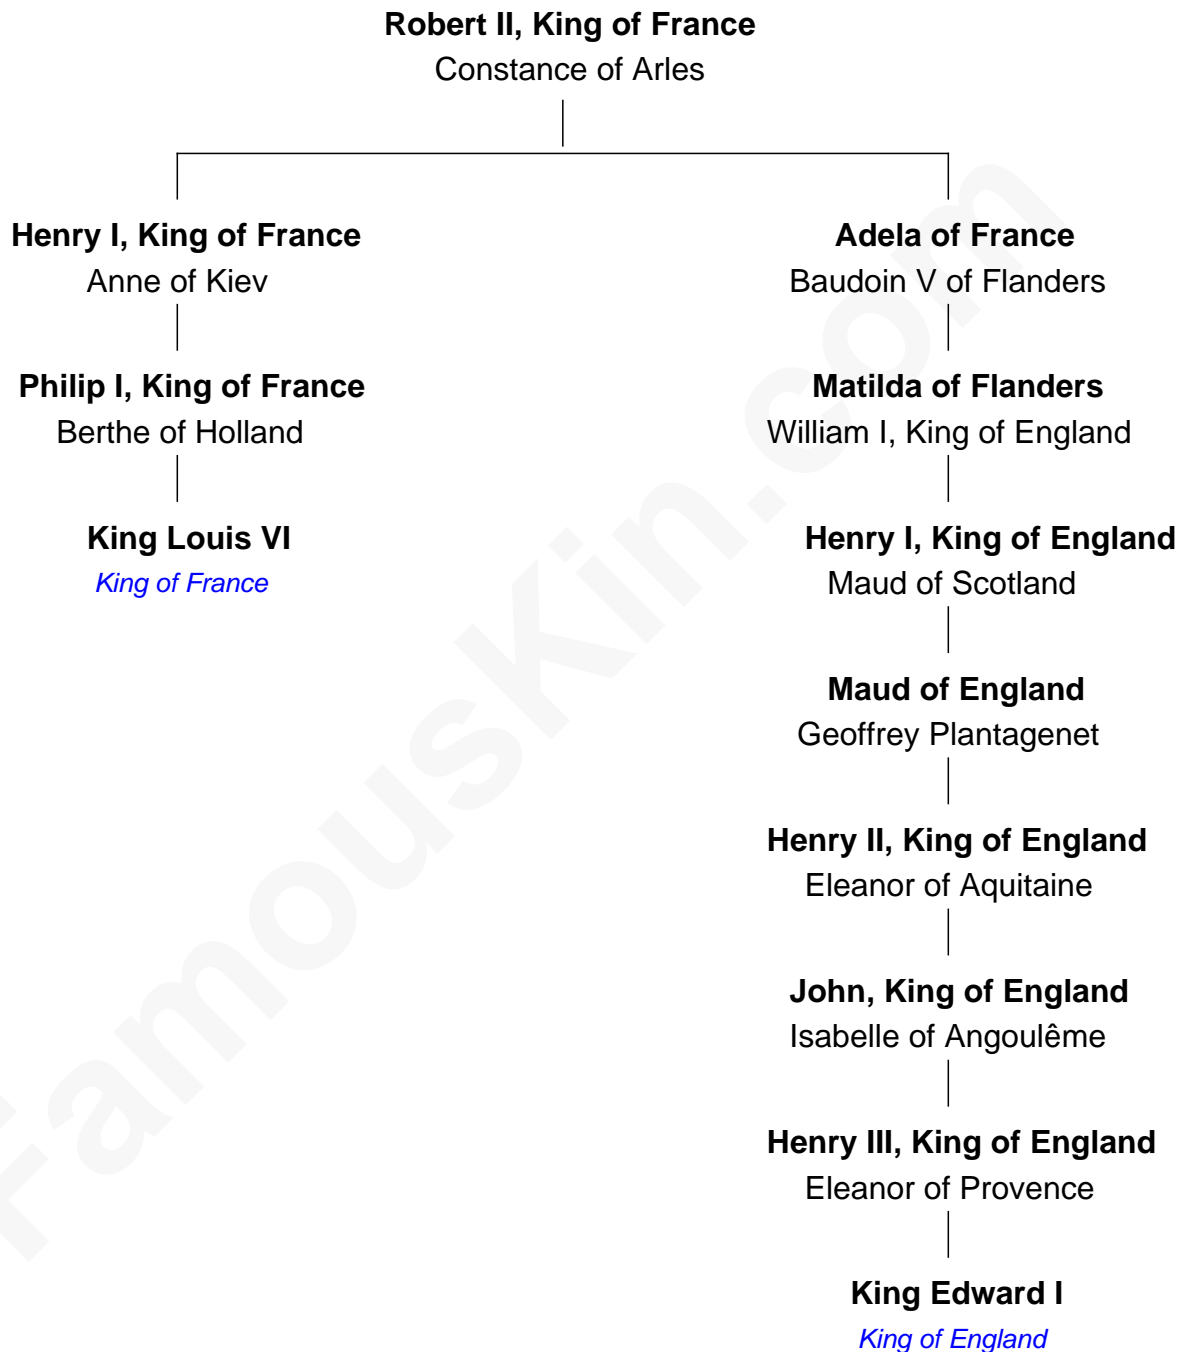 Robert II, King of France
Constance of Arles
Henry I, King of France
Anne of Kiev
Philip I, King of France
Berthe of Holland
King Louis VI
King of France
Adela of France
Baudoin V of Flanders
Matilda of Flanders
William I, King of England
Henry I, King of England
Maud of Scotland
Maud of England
Geoffrey Plantagenet
Henry II, King of England
Eleanor of Aquitaine
John, King of England
Isabelle of Angoulême
Henry III, King of England
Eleanor of Provence
King Edward I
King of England
FamousKin.com